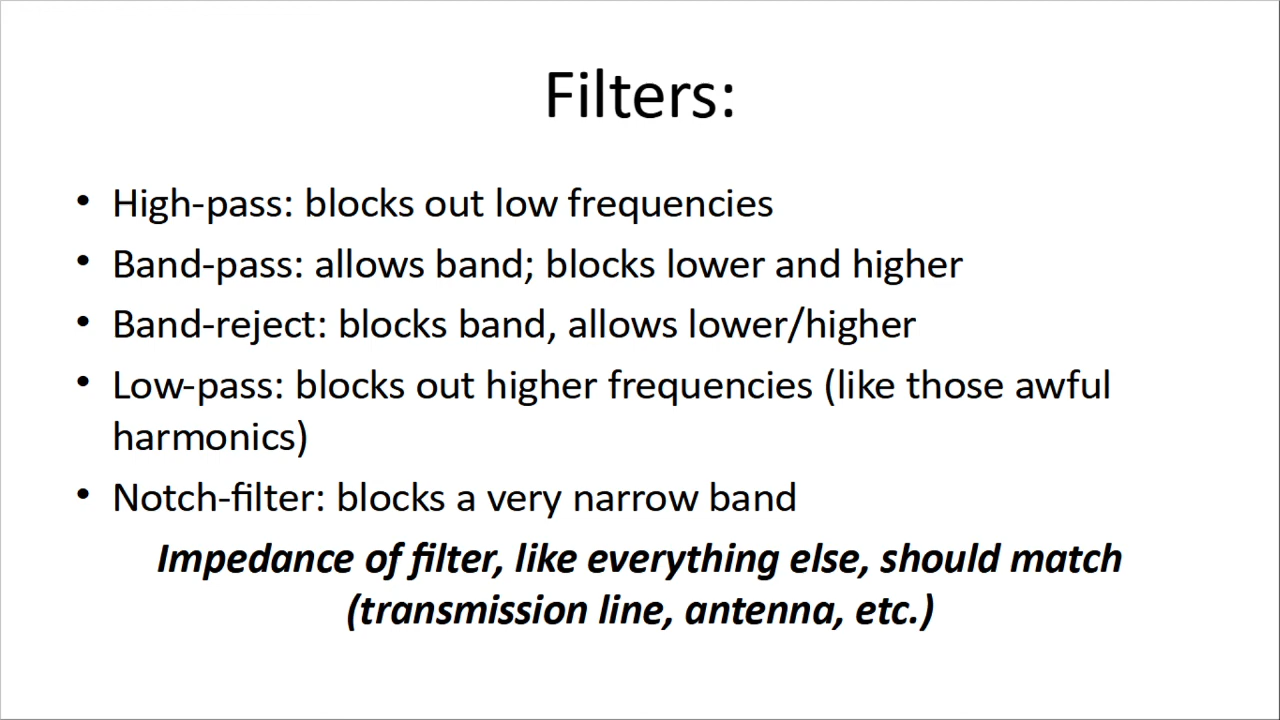 Filters:
• High-pass: blocks out low frequencies
• Band-pass: allows band; blocks lower and higher
• Band-reject: blocks band, allows lower/higher
• Low-pass: blocks out higher frequencies (like those awful
harmonics)
• Notch-filter: blocks a very narrow band
Impedance of filter, like everything else, should match
(transmission line, antenna, etc.)